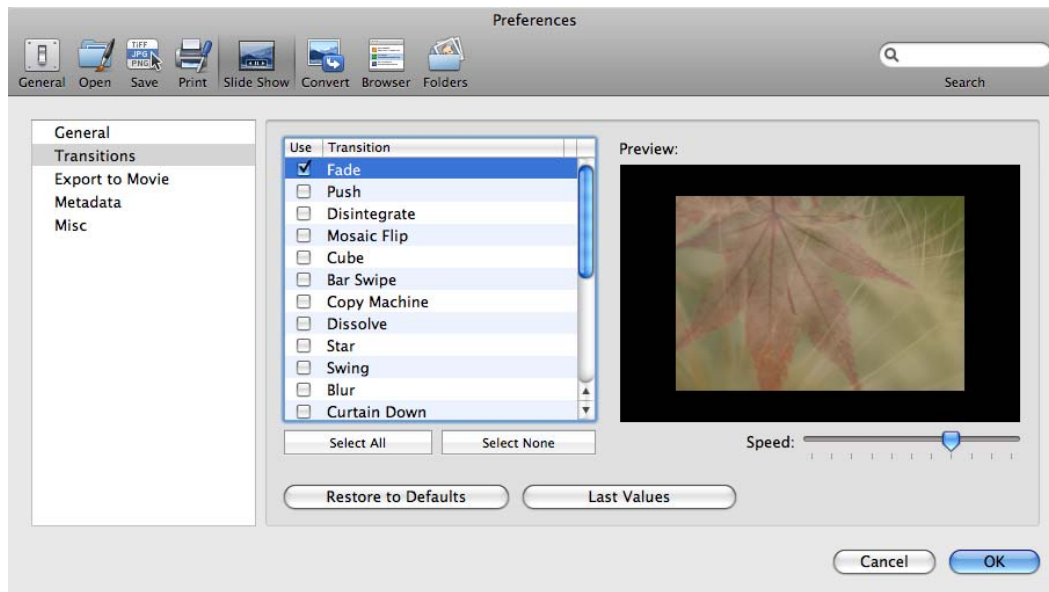 Preferences
TIFF
JPG
PNG
General Open Save Print Slide Show Convert Browser Folders Search
General
Transitions
Export to Movie
Metadata
Misc
Use Transition
Fade
Push
Disintegrate
Mosaic Flip
Cube
Bar Swipe
Copy Machine
Dissolve
Star
Swing
Blur
Curtain Down
Select All Select None
Preview:
Speed:
Restore to Defaults Last Values
Cancel OK